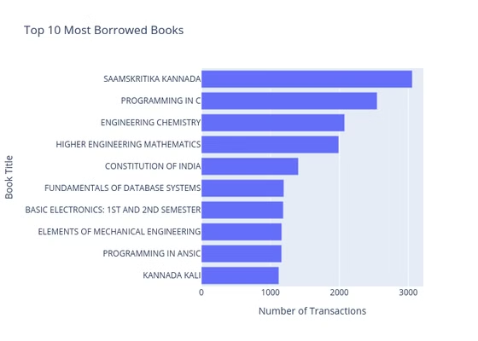 Top 10 Most Borrowed Books
Book Title
SAAMSKRITIKA KANNADA
PROGRAMMING IN C
ENGINEERING CHEMISTRY
HIGHER ENGINEERING MATHEMATICS
CONSTITUTION OF INDIA
FUNDAMENTALS OF DATABASE SYSTEMS
BASIC ELECTRONICS: 1ST AND 2ND SEMESTER
ELEMENTS OF MECHANICAL ENGINEERING
PROGRAMMING IN ANSIC
KANNADA KALI
0 1000 2000 3000
Number of Transactions